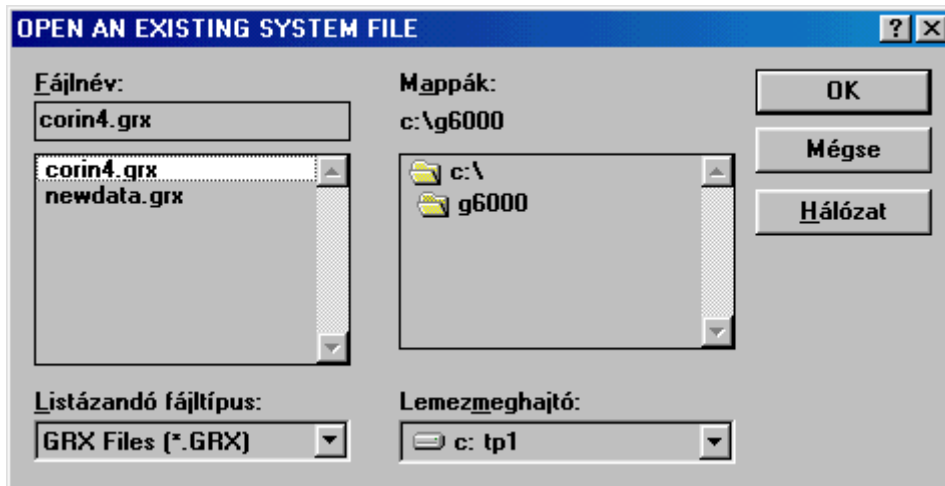 OPEN AN EXISTING SYSTEM FILE
Fájlnév:
corin4.grx
corin4.grx
newdata.grx
Listázandó fájltípus:
GRX Files (*.GRX)
Mappák:
c:\g6000
c:\
g6000
Lemezmeghajtó:
c: tp1
OK
Mégse
Hálózat